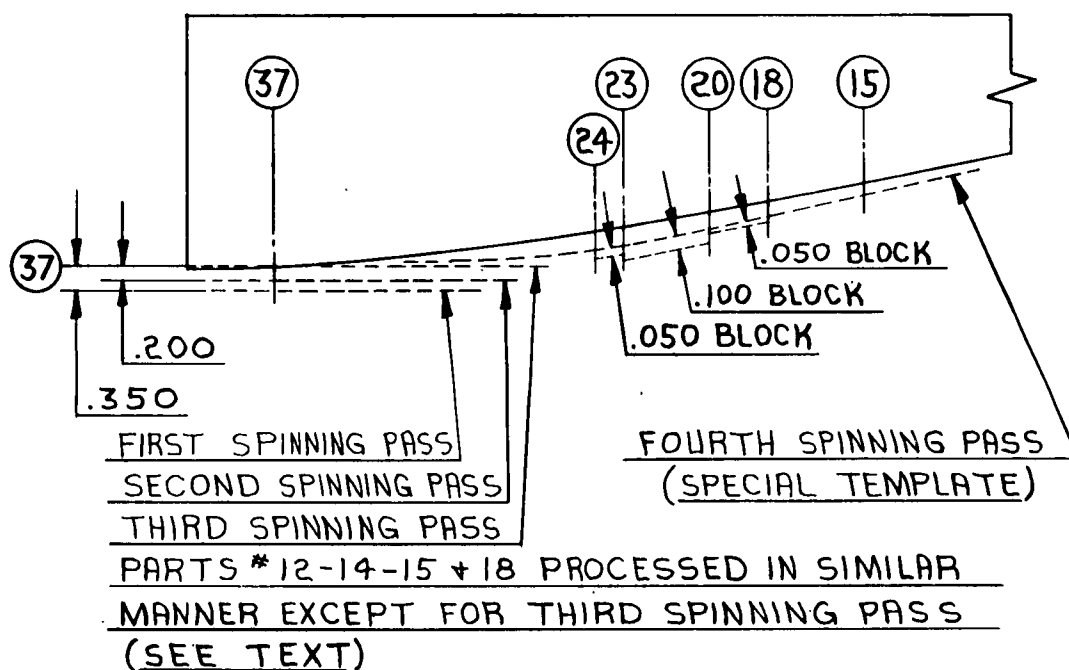 37
23
20
18
15
24
37
.050 BLOCK
.100 BLOCK
.050 BLOCK
.200
.350
FIRST SPINNING PASS
SECOND SPINNING PASS
THIRD SPINNING PASS
FOURTH SPINNING PASS
(SPECIAL TEMPLATE)
PARTS #12-14-15 & 18 PROCESSED IN SIMILAR
MANNER EXCEPT FOR THIRD SPINNING PASS
(SEE TEXT)